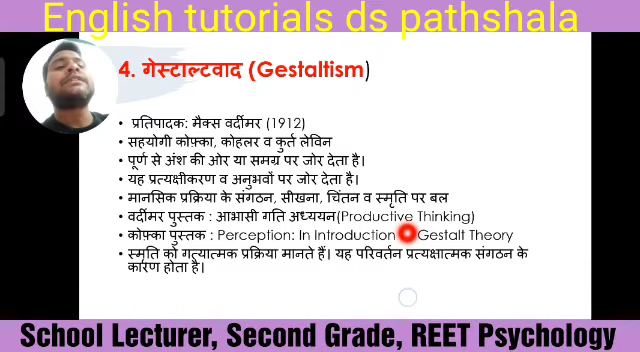 English tutorials ds pathshala
4. गेस्टाल्टवाद (Gestaltism)
• प्रतिपादक: मैक्स वर्दीमर (1912)
• सहयोगी कोफ़्का, कोहलर व कुर्त लेविन
• पूर्ण से अंश की ओर या समग्र पर जोर देता है।
• यह प्रत्यक्षीकरण व अनुभवों पर जोर देता है।
• मानसिक प्रक्रिया के संगठन, सीखना, चिंतन व स्मृति पर बल
• वर्दीमर पुस्तक : आभासी गति अध्ययन(Productive Thinking)
• कोफ़्का पुस्तक : Perception: In Introduction Gestalt Theory
• स्मृति को गत्यात्मक प्रक्रिया मानते हैं। यह परिवर्तन प्रत्यक्षात्मक संगठन के
कारण होता है।
School Lecturer, Second Grade, REET Psychology